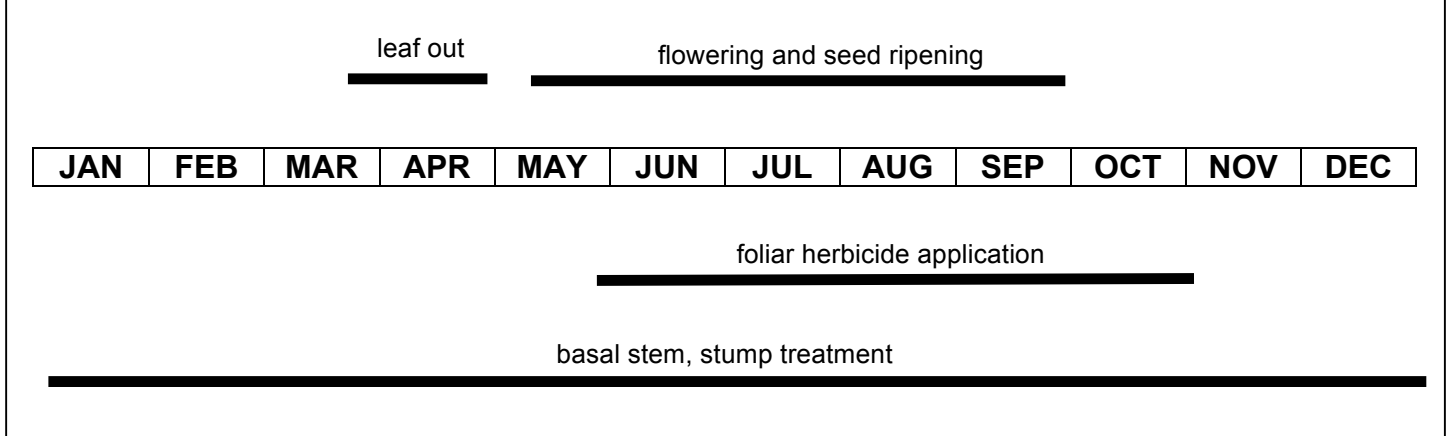 leaf out
flowering and seed ripening
JAN FEB MAR APR MAY JUN JUL AUG SEP OCT NOV DEC
foliar herbicide application
basal stem, stump treatment